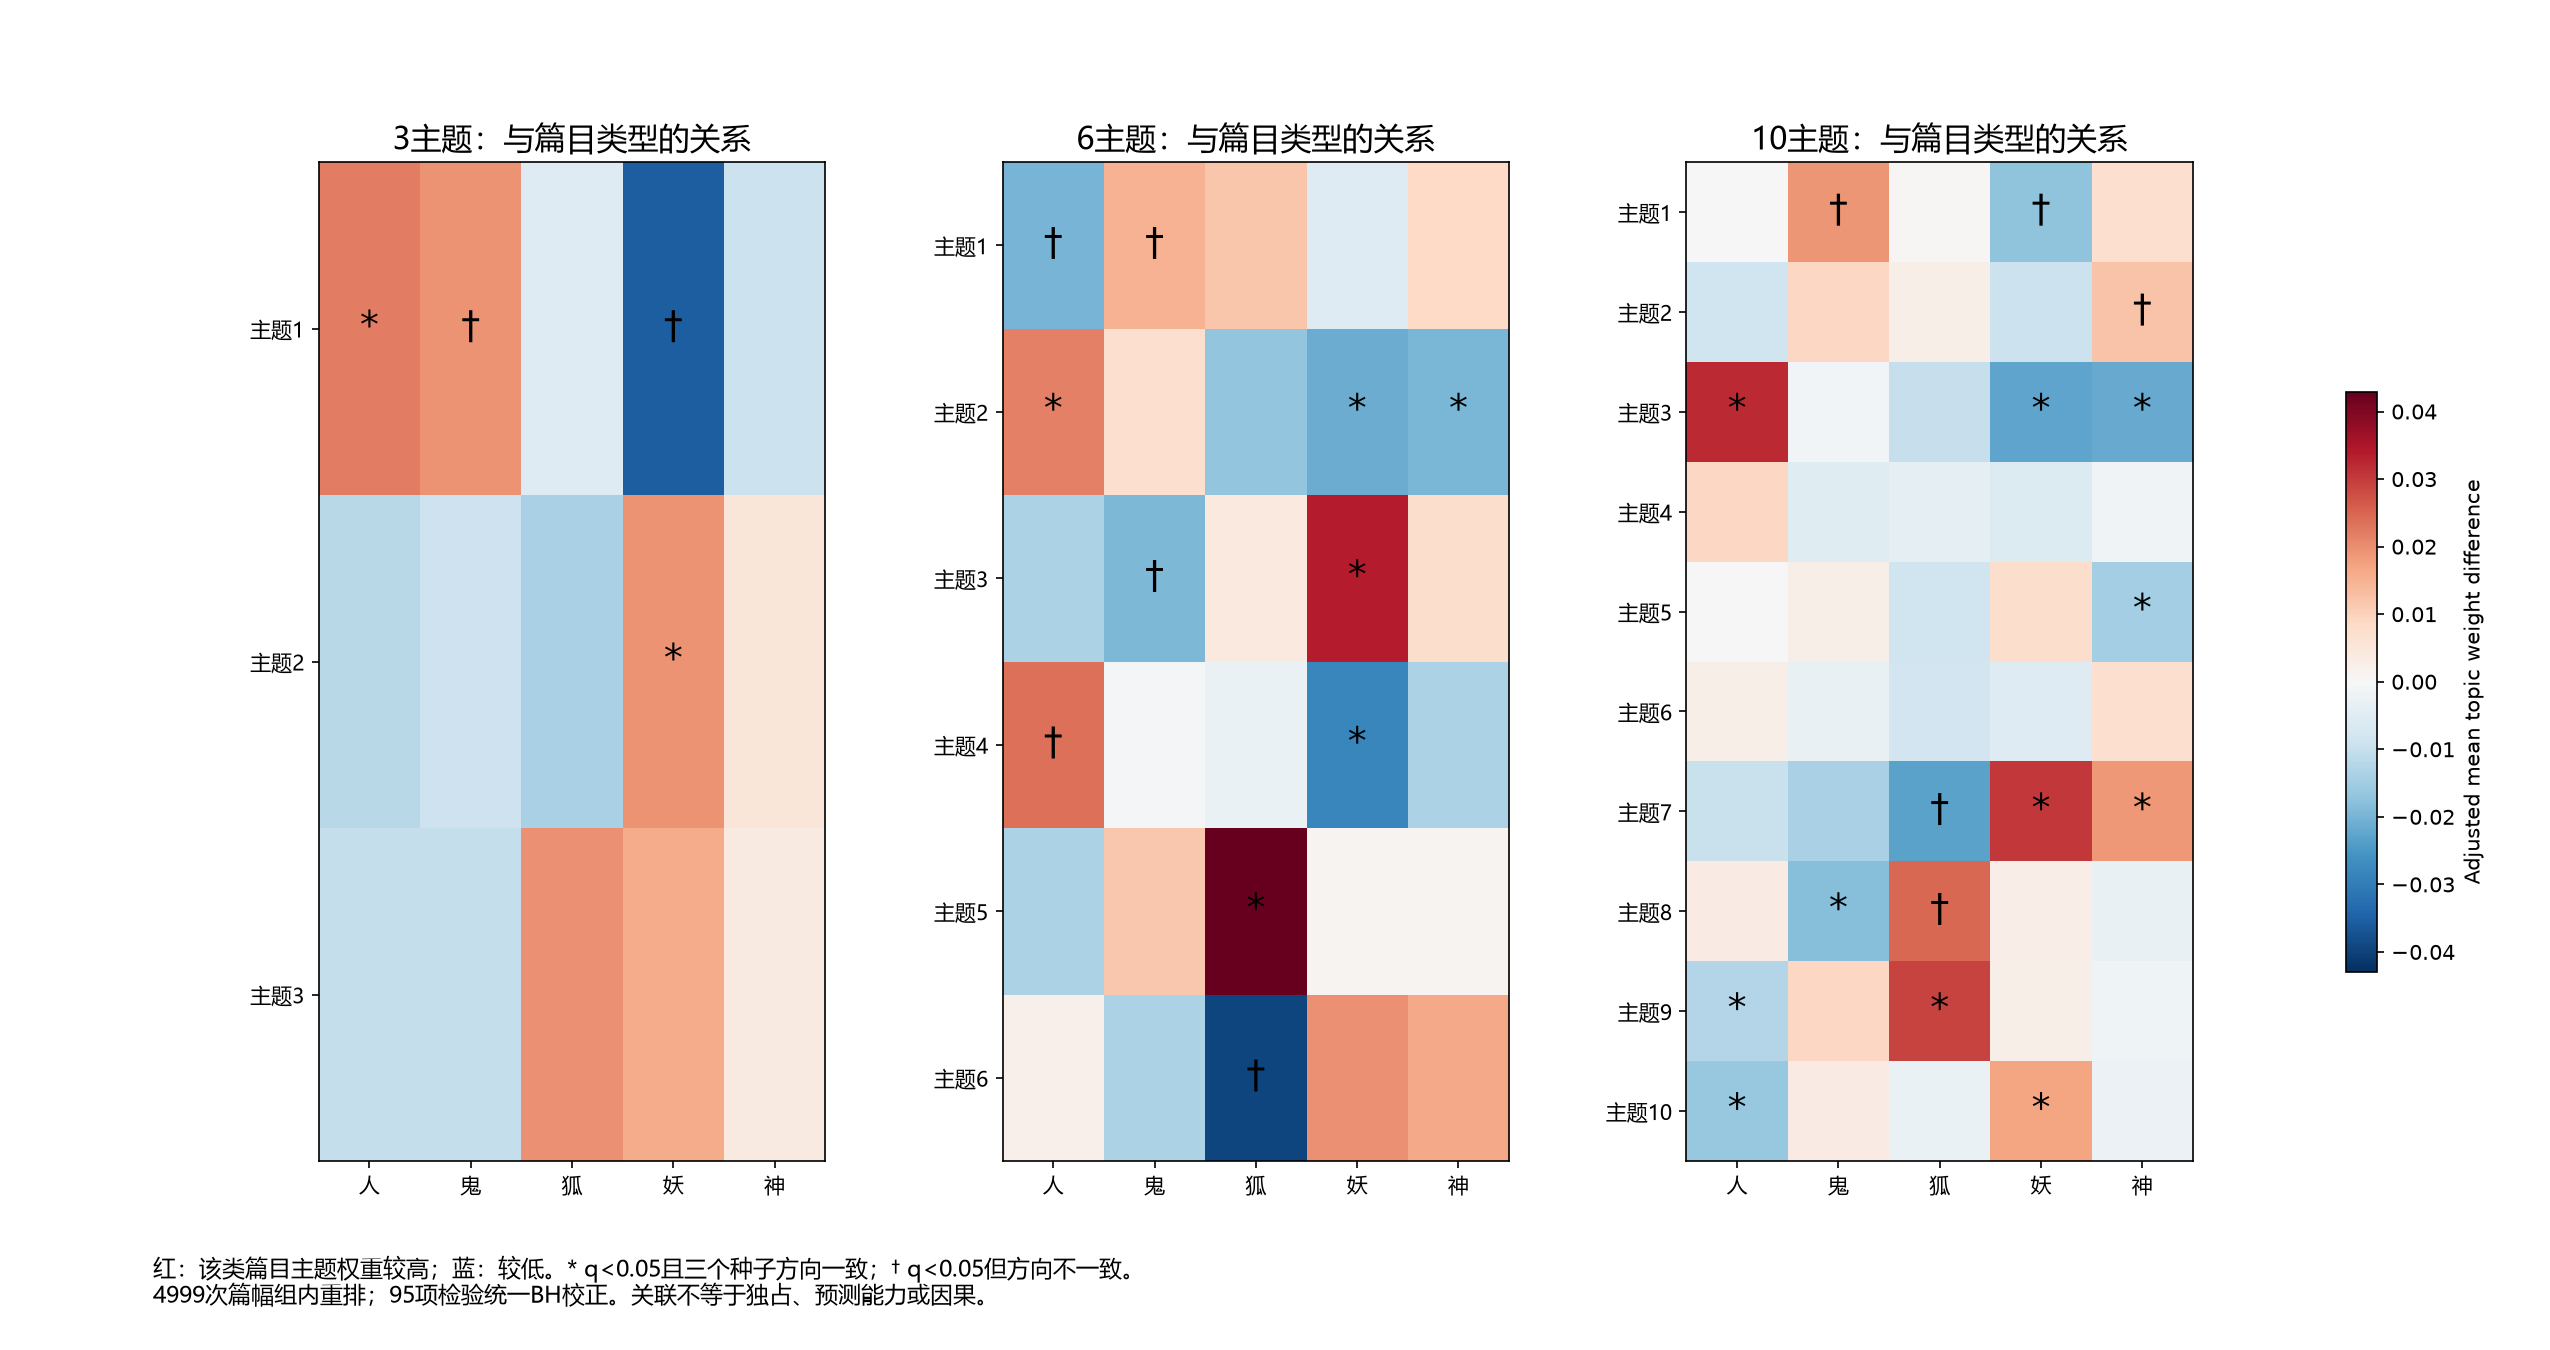 3主题：与篇目类型的关系
主题1
* † †
主题2
*
主题3
人 鬼 狐 妖 神
6主题：与篇目类型的关系
主题1
† †
主题2
* * *
主题3
† *
主题4
† *
主题5
*
主题6
†
人 鬼 狐 妖 神
10主题：与篇目类型的关系
主题1
† †
主题2
†
主题3
* * *
主题4
主题5
*
主题6
主题7
† * *
主题8
* †
主题9
* *
主题10
* *
人 鬼 狐 妖 神
0.04
0.03
0.02
0.01
0.00
−0.01
−0.02
−0.03
−0.04
Adjusted mean topic weight difference
红：该类篇目主题权重较高；蓝：较低。* q<0.05且三个种子方向一致；† q<0.05但方向不一致。
4999次篇幅组内重排；95项检验统一BH校正。关联不等于独占、预测能力或因果。